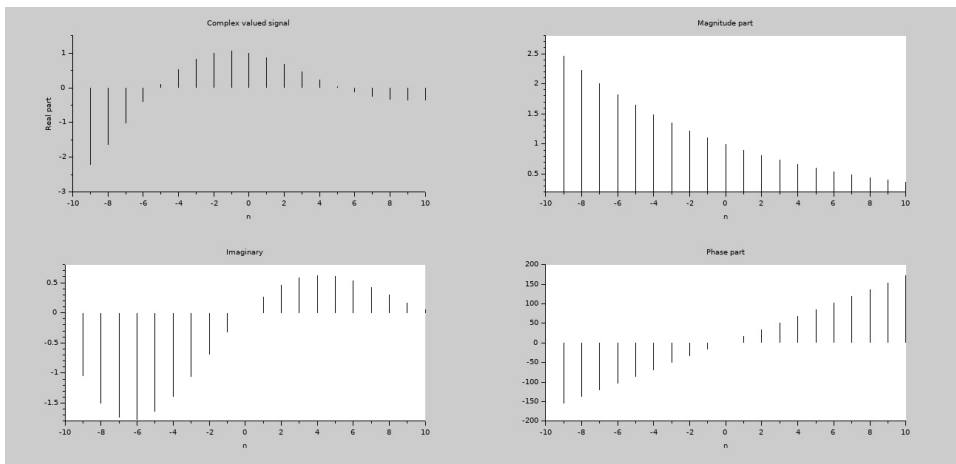 Complex valued signal
Real part
1
0
-1
-2
-3
-10 -8 -6 -4 -2 0 2 4 6 8 10
n
Magnitude part
2.5
2
1.5
1
0.5
-10 -8 -6 -4 -2 0 2 4 6 8 10
n
Imaginary
0.5
0
-0.5
-1
-1.5
-10 -8 -6 -4 -2 0 2 4 6 8 10
n
Phase part
200
150
100
50
0
-50
-100
-150
-200
-10 -8 -6 -4 -2 0 2 4 6 8 10
n